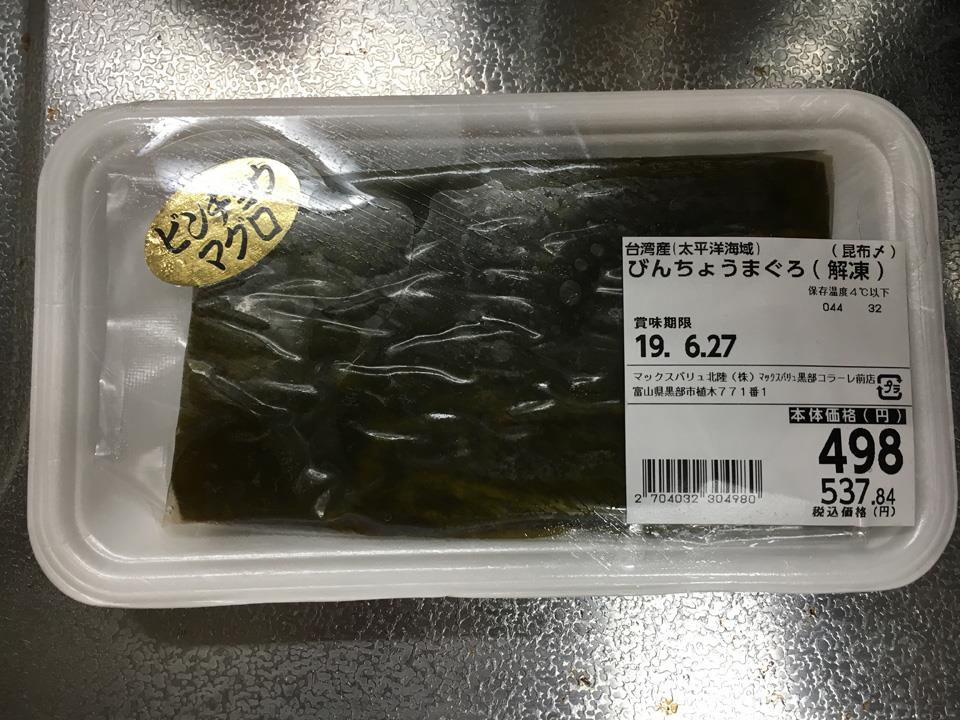 ビンチョウ
マグロ
台湾産(太平洋海域) (昆布〆)
びんちょうまぐろ(解凍)
保存温度4℃以下
044 32
賞味期限
19. 6.27
マックスバリュ北陸(株)マックスバリュ黒部コラーレ前店
富山県黒部市植木771番1
プラ
本体価格(円)
498
537.84
税込価格(円)
2 704032 304980